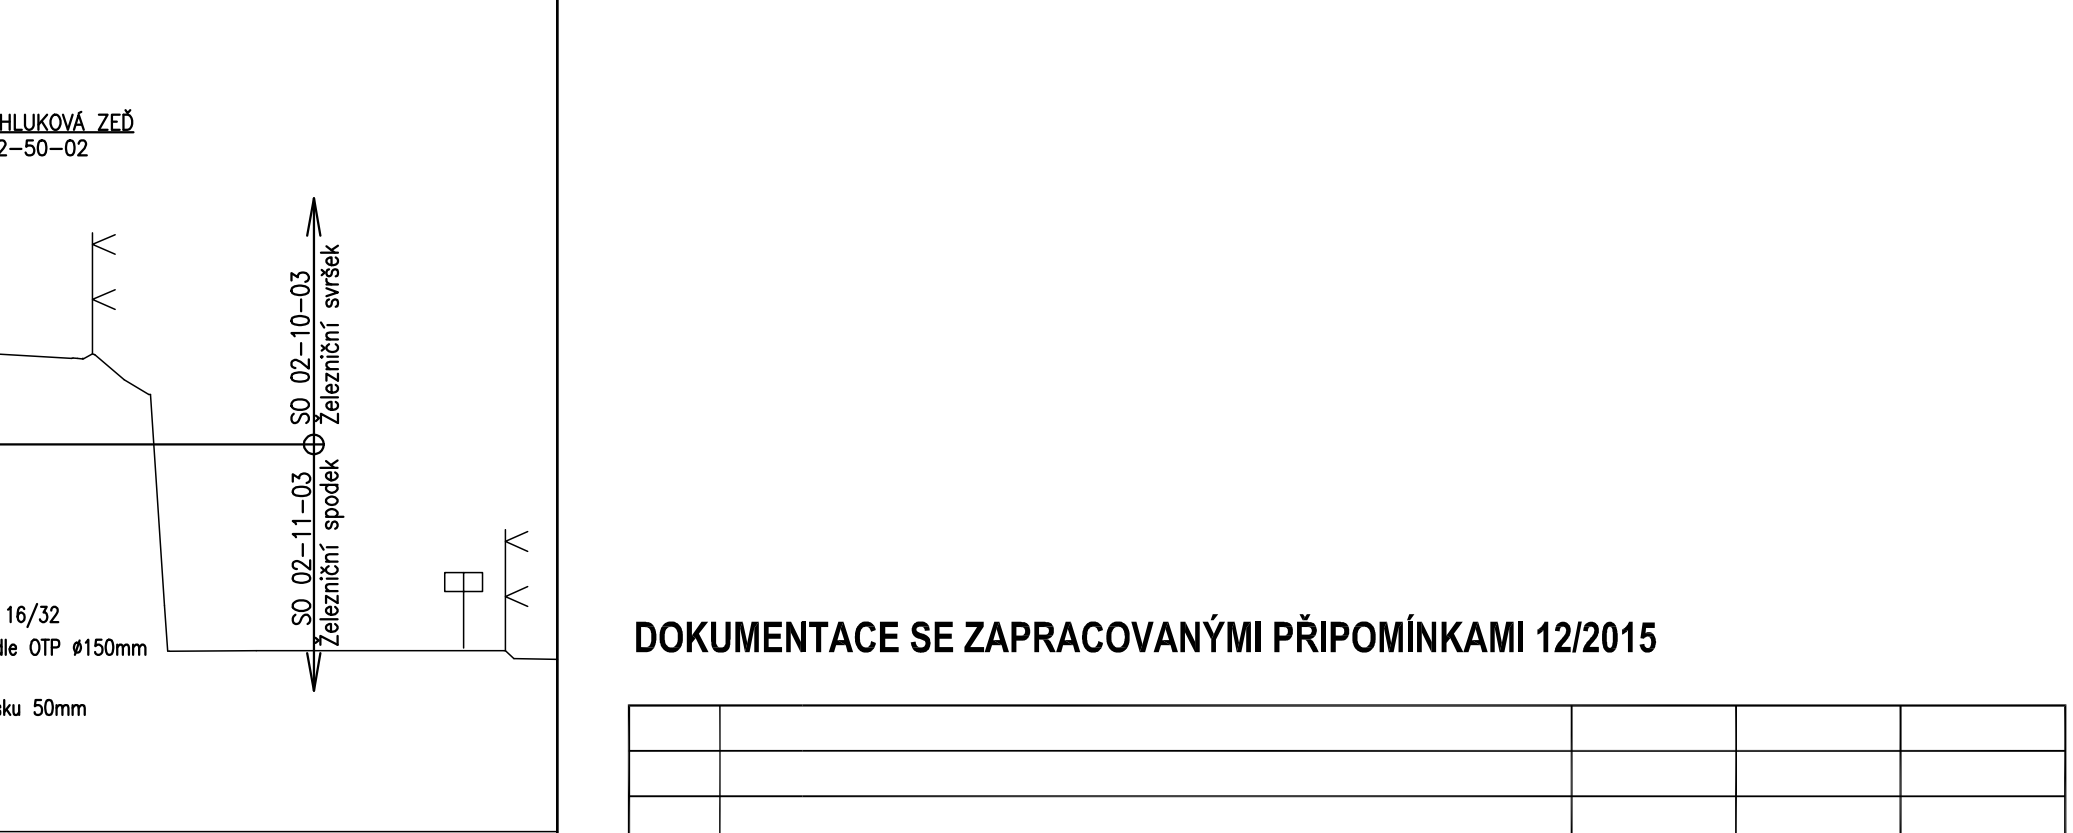 HLUKOVÁ ZEĎ
2-50-02
SO 02-10-03
Železniční svršek
SO 02-11-03
Železniční spodek
16/32
dle OTP ø150mm
sku 50mm
DOKUMENTACE SE ZAPRACOVANÝMI PŘIPOMÍNKAMI 12/2015